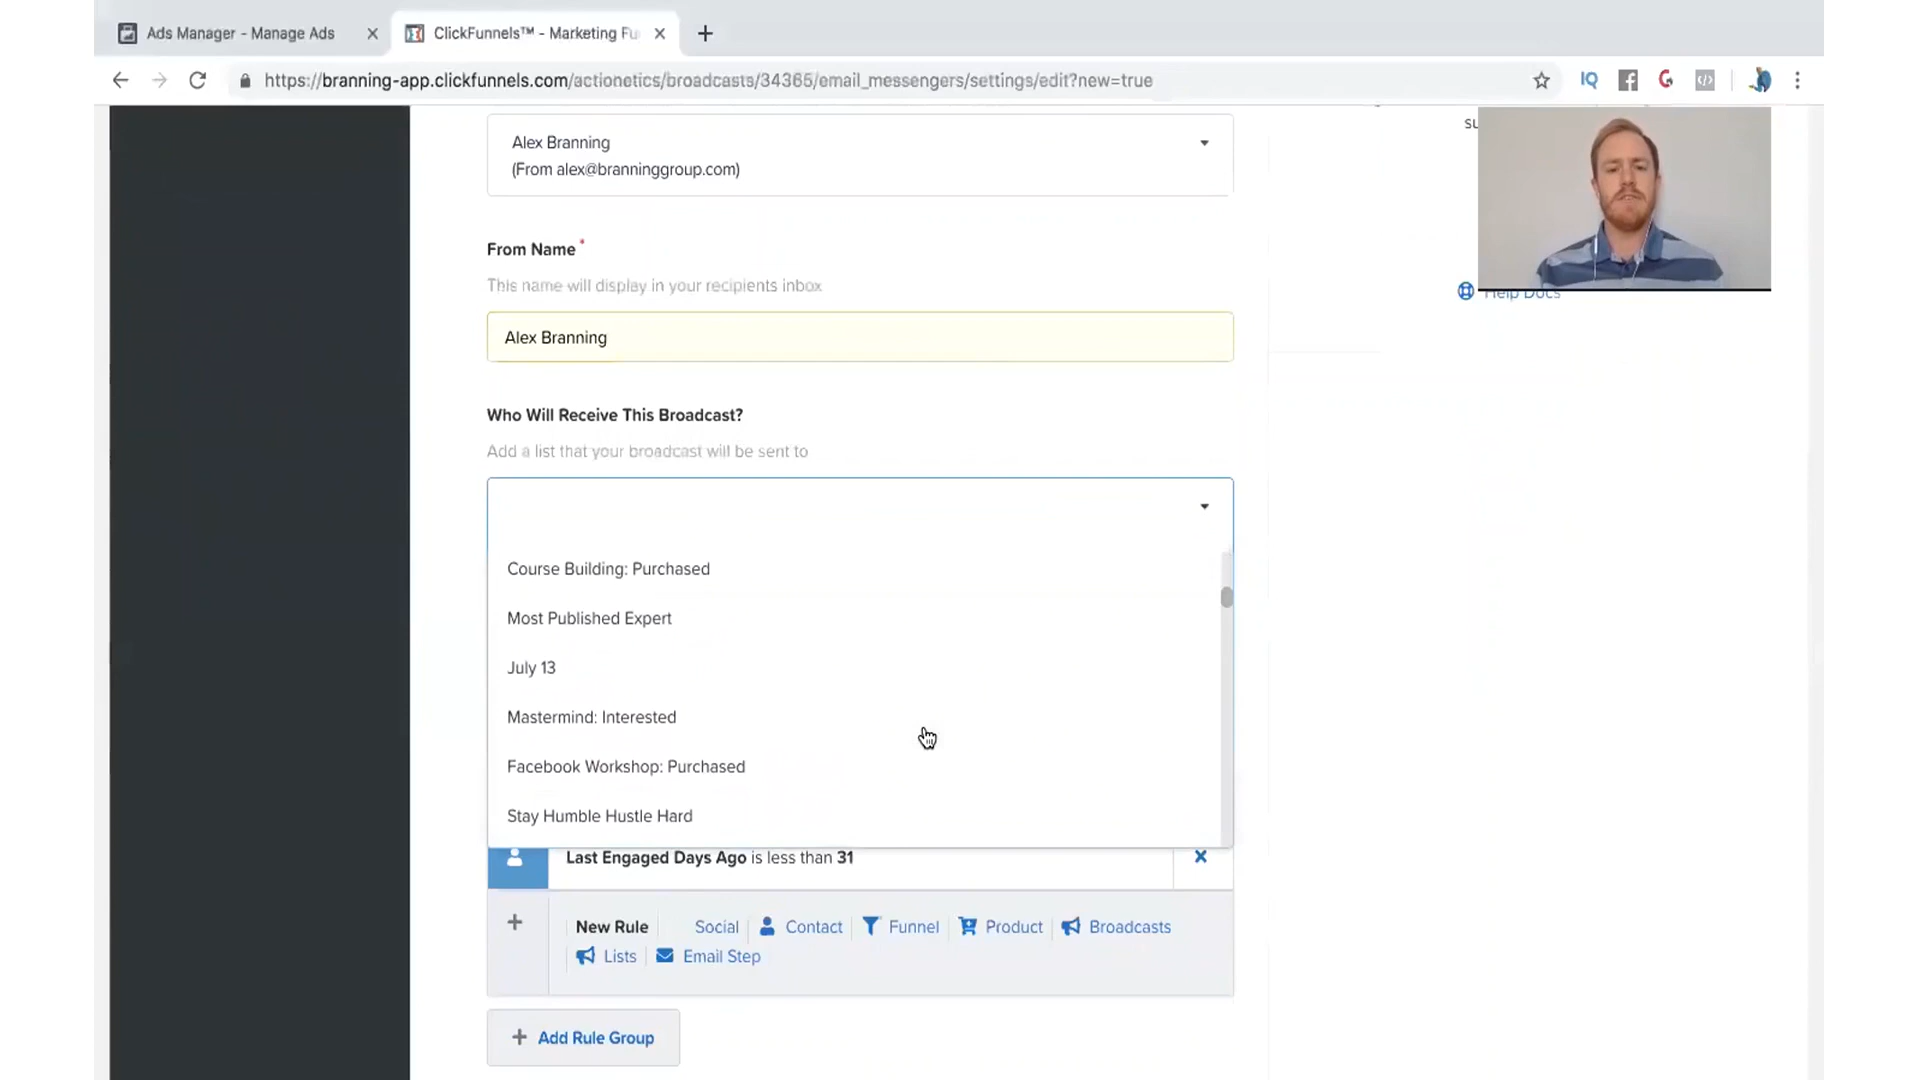 Ads Manager - Manage Ads
ClickFunnels™ - Marketing Fu
https://branning-app.clickfunnels.com/actionetics/broadcasts/34365/email_messengers/settings/edit?new=true
IQ
Alex Branning
(From alex@branninggroup.com)
su
From Name *
This name will display in your recipients inbox
Help Docs
Alex Branning
Who Will Receive This Broadcast?
Add a list that your broadcast will be sent to
Course Building: Purchased
Most Published Expert
July 13
Mastermind: Interested
Facebook Workshop: Purchased
Stay Humble Hustle Hard
Last Engaged Days Ago is less than 31
New Rule Social Contact Funnel Product Broadcasts
Lists Email Step
+ Add Rule Group